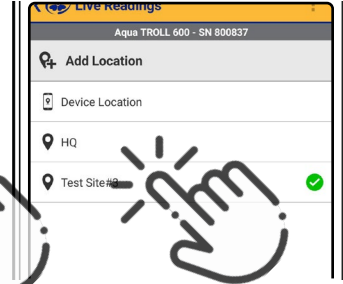 Live Readings
Aqua TROLL 600 - SN 800837
Add Location
Device Location
HQ
Test Site#3